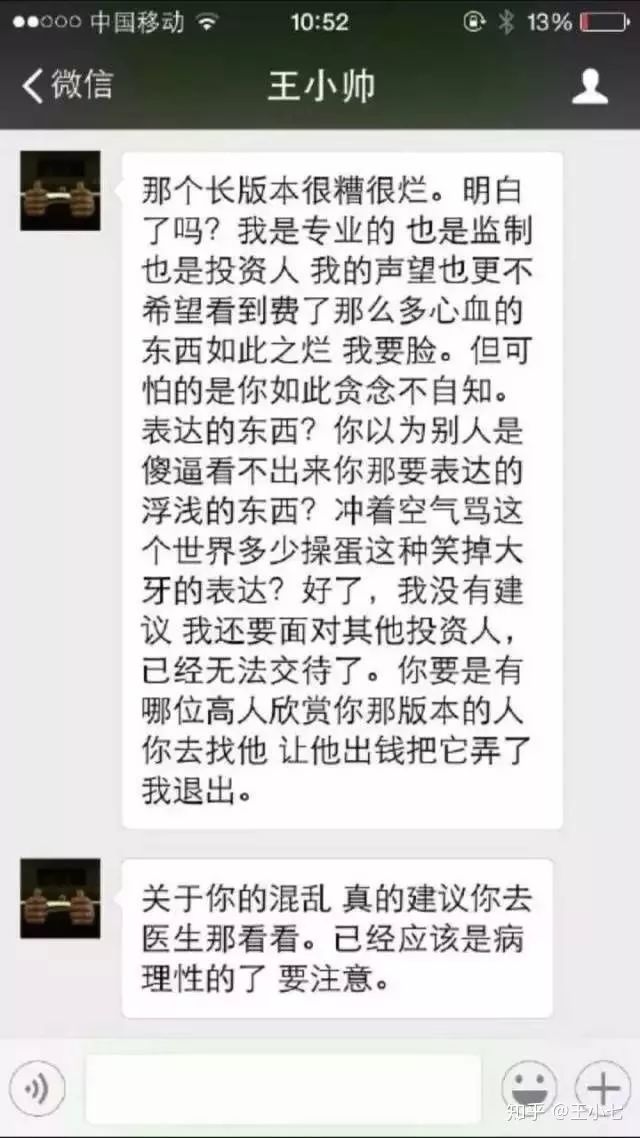 中国移动 10:52 13%
微信 王小帅
那个长版本很糟很烂。明白
了吗？我是专业的 也是监制
也是投资人 我的声望也更不
希望看到费了那么多心血的
东西如此之烂 我要脸。但可
怕的是你如此贪念不自知。
表达的东西？你以为别人是
傻逼看不出来你那要表达的
浮浅的东西？冲着空气骂这
个世界多少操蛋这种笑掉大
牙的表达？好了，我没有建
议 我还要面对其他投资人，
已经无法交待了。你要是有
哪位高人欣赏你那版本的人
你去找他 让他出钱把它弄了
我退出。
关于你的混乱 真的建议你去
医生那看看。已经应该是病
理性的了 要注意。
知乎 @王小七